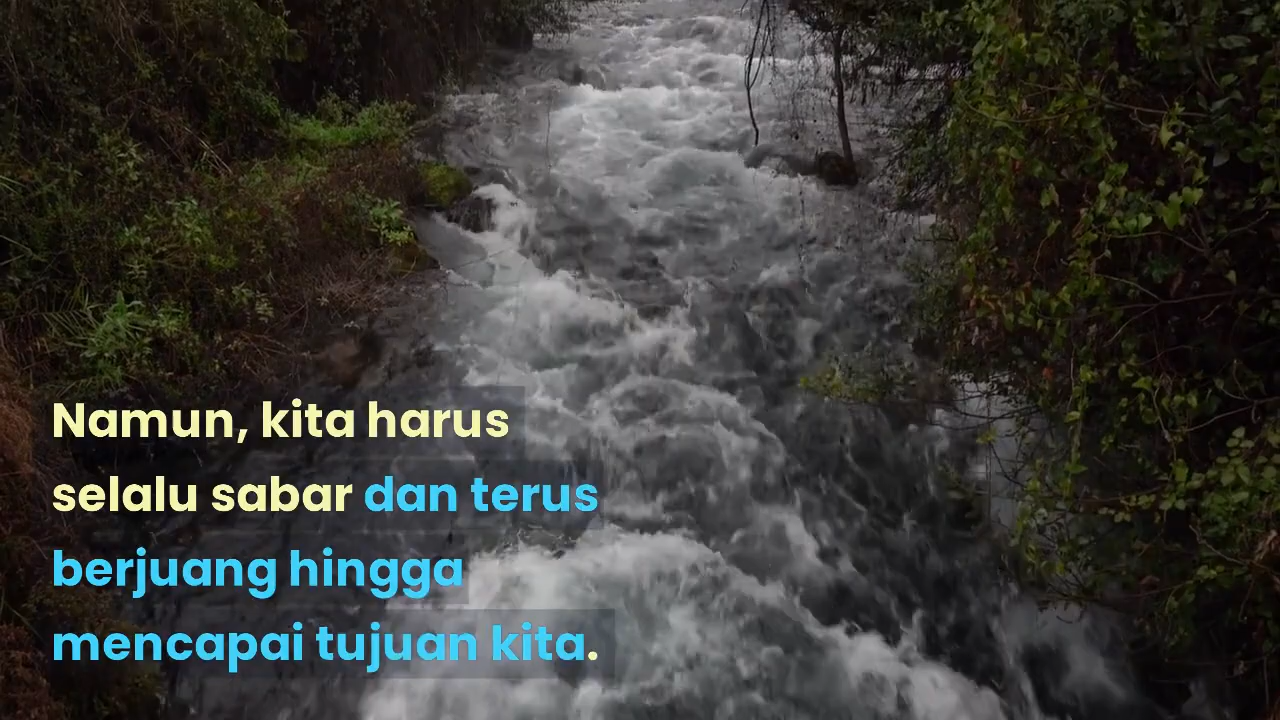 Namun, kita harus
selalu sabar dan terus
berjuang hingga
mencapai tujuan kita.